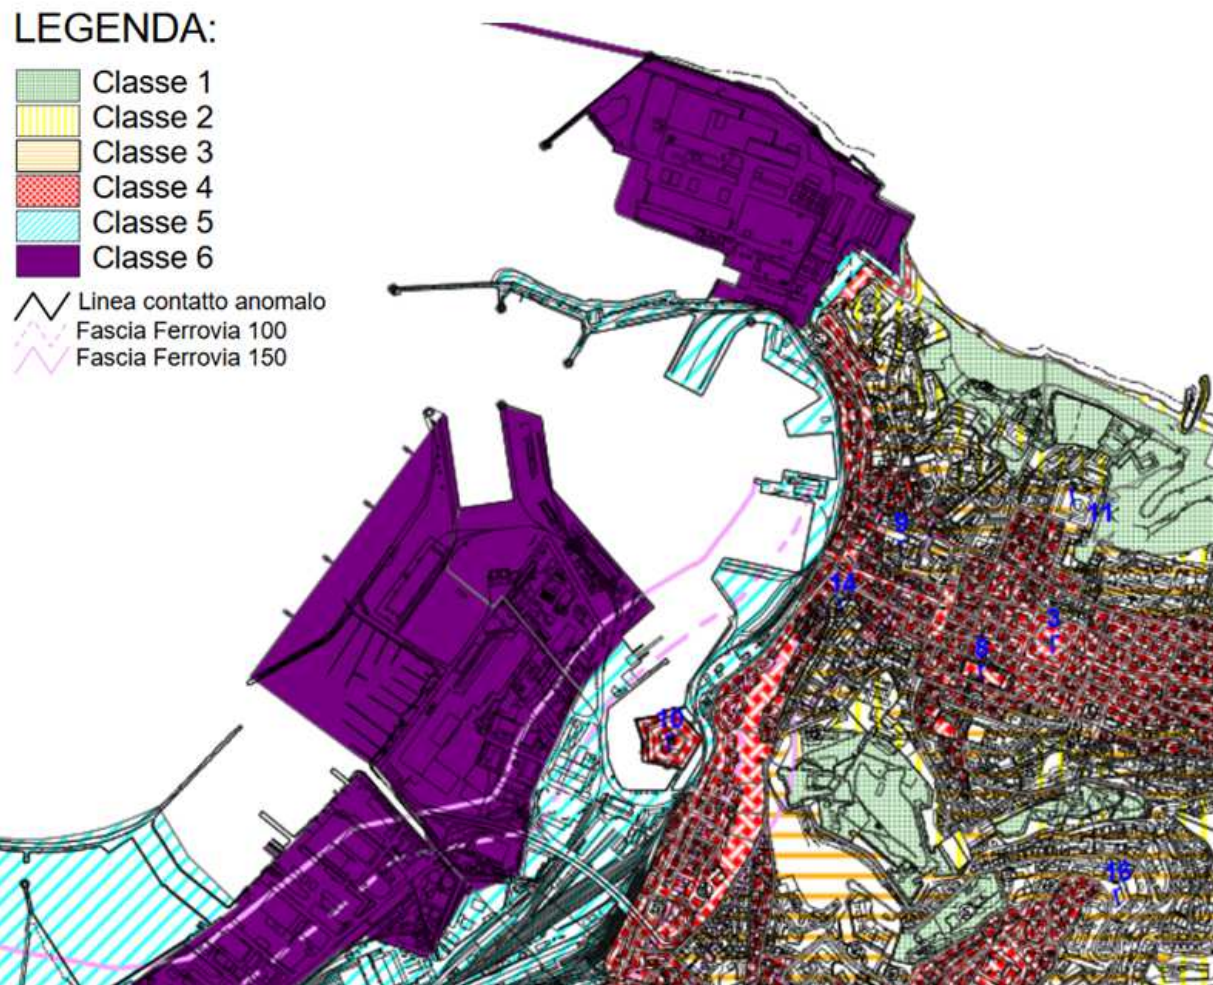 LEGENDA:
Classe 1
Classe 2
Classe 3
Classe 4
Classe 5
Classe 6
Linea contatto anomalo
Fascia Ferrovia 100
Fascia Ferrovia 150
11
9
14
3
8
10
16